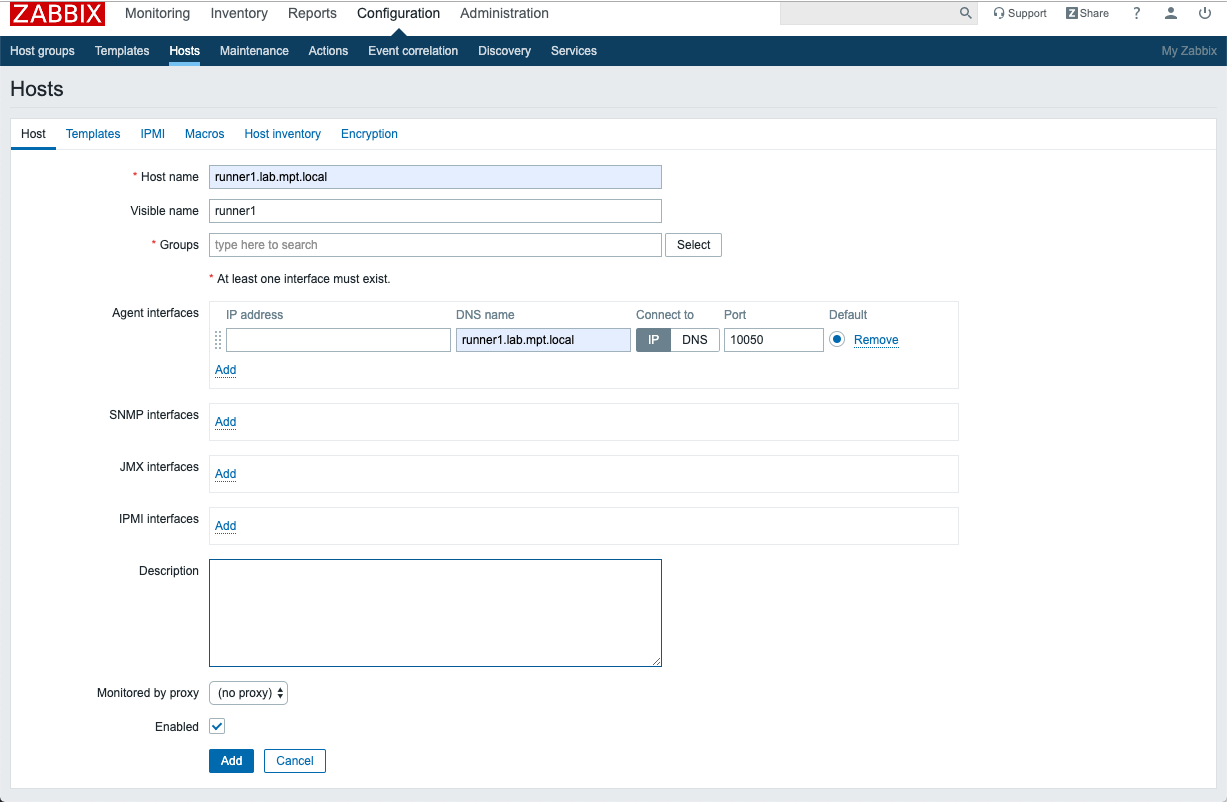 ZABBIX Monitoring Inventory Reports Configuration Administration Support Z Share ?
Host groups Templates Hosts Maintenance Actions Event correlation Discovery Services My Zabbix
Hosts
Host Templates IPMI Macros Host inventory Encryption
* Host name runner1.lab.mpt.local
Visible name runner1
* Groups type here to search Select
* At least one interface must exist.
Agent interfaces IP address DNS name Connect to Port Default
runner1.lab.mpt.local IP DNS 10050 Remove
Add
SNMP interfaces Add
JMX interfaces Add
IPMI interfaces Add
Description
Monitored by proxy (no proxy)
Enabled
Add Cancel